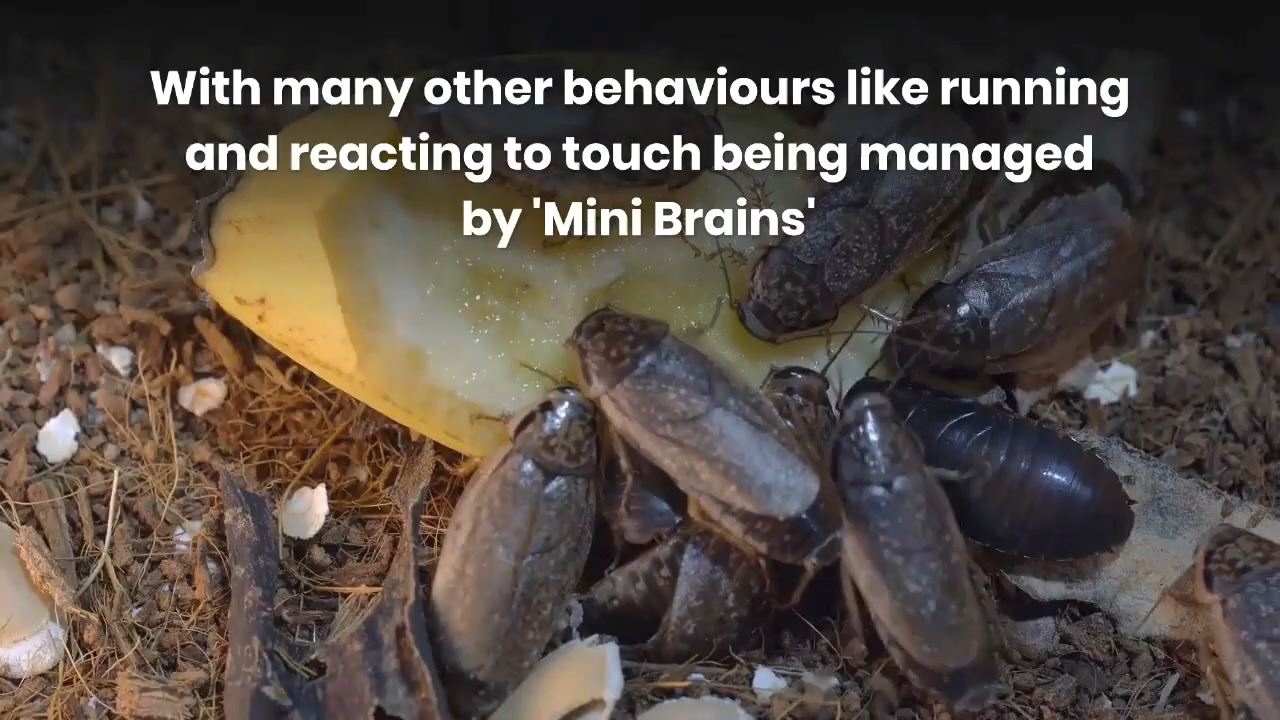 With many other behaviours like running
and reacting to touch being managed
by 'Mini Brains'